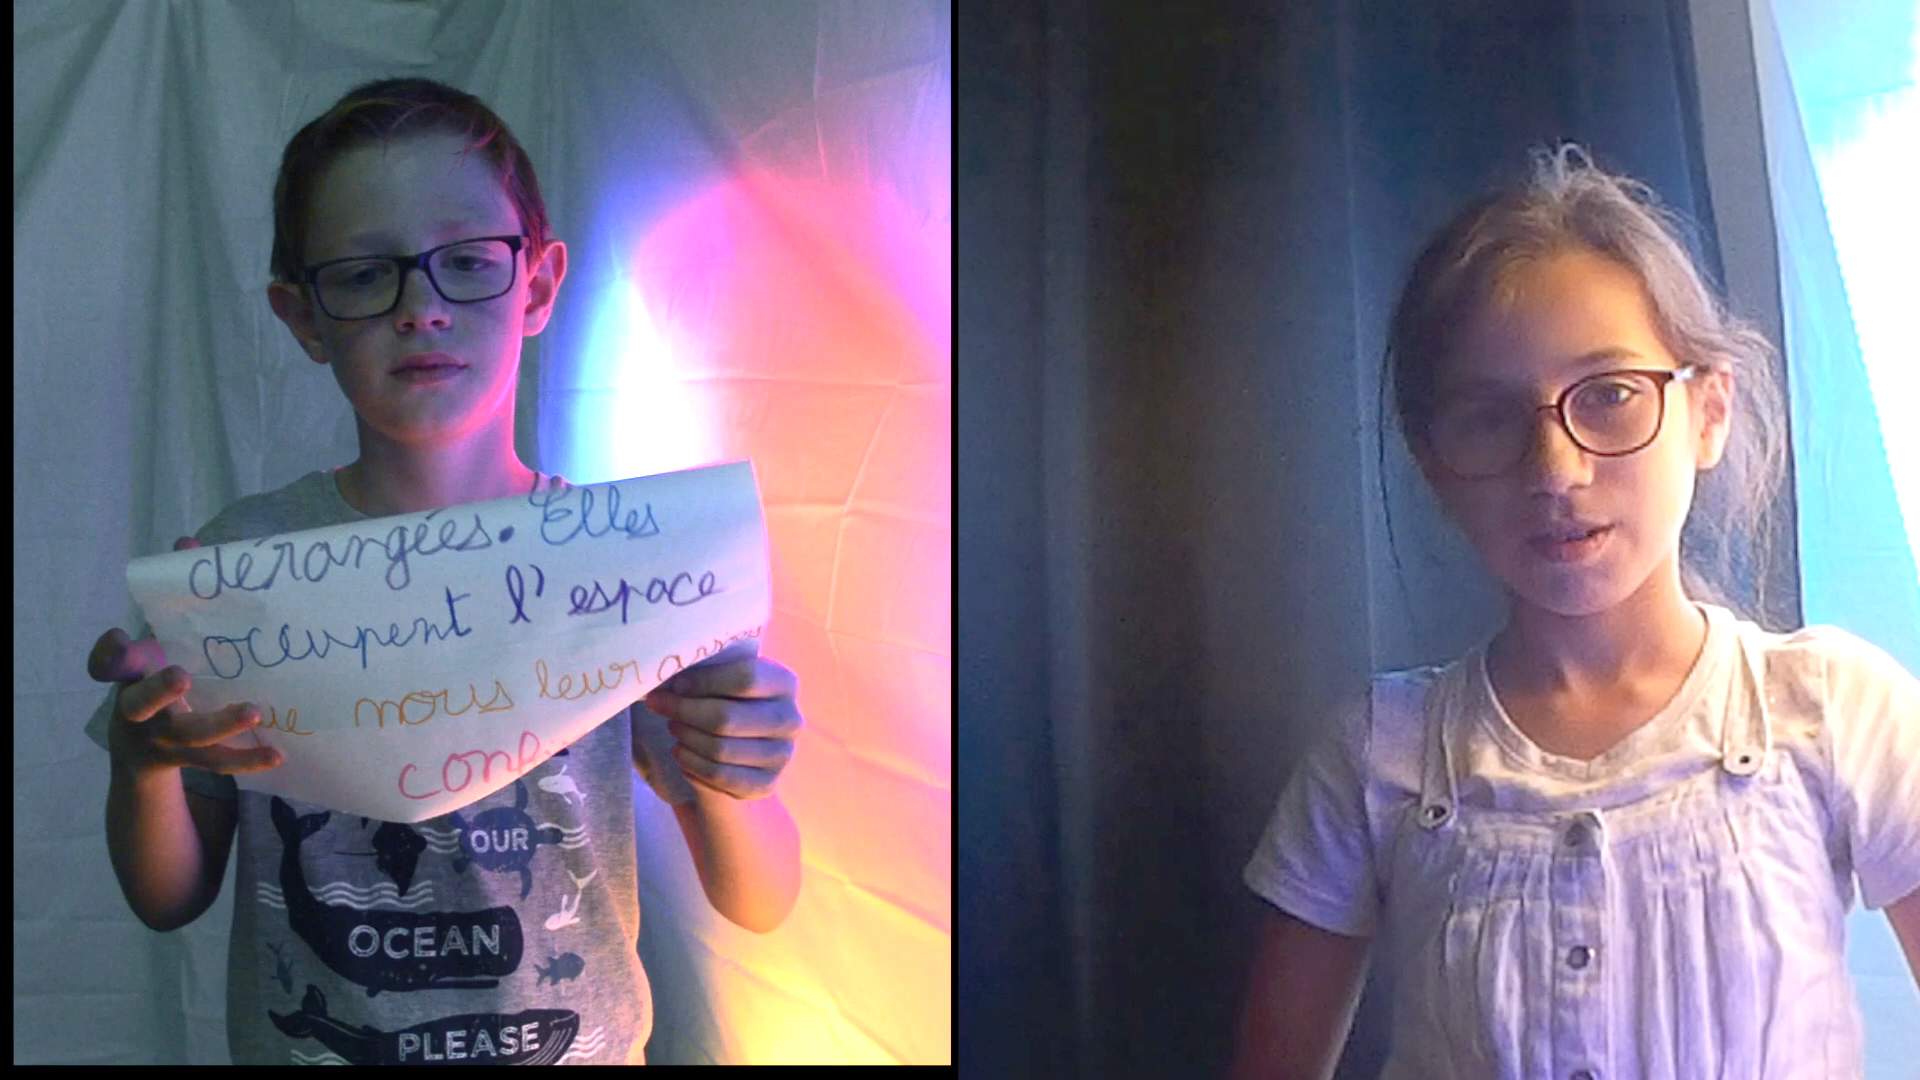 dérangées. Elles
occupent l'espace
nous leur
OUR
OCEAN
PLEASE